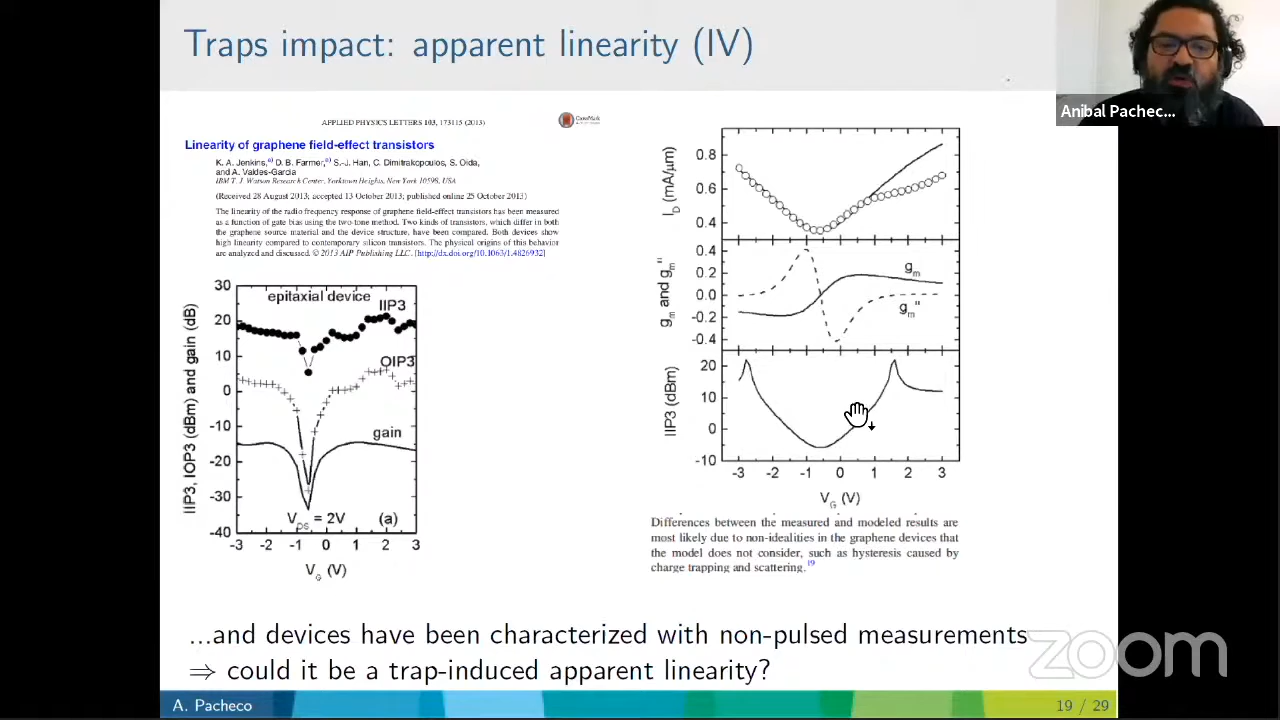 Traps impact: apparent linearity (IV)
Anibal Pachec...
APPLIED PHYSICS LETTERS 103, 173115 (2013)
CrossMark
Linearity of graphene field-effect transistors
K. A. Jenkins,a) D. B. Farmer,a) S.-J. Han, C. Dimitrakopoulos, S. Oida,
and A. Valdes-Garcia
IBM T. J. Watson Research Center, Yorktown Heights, New York 10598, USA
(Received 28 August 2013; accepted 13 October 2013; published online 25 October 2013)
The linearity of the radio frequency response of graphene field-effect transistors has been measured
as a function of gate bias using the two-tone method. Two kinds of transistors, which differ in both
the graphene source material and the device structure, have been compared. Both devices show
high linearity compared to contemporary silicon transistors. The physical origins of this behavior
are analyzed and discussed. © 2013 AIP Publishing LLC. [http://dx.doi.org/10.1063/1.4826932]
IIP3, IOP3 (dBm) and gain (dB)
30
20
10
0
-10
-20
-30
-40
epitaxial device
IIP3
OIP3
gain
VDS = 2V (a)
-3 -2 -1 0 1 2 3
VG (V)
ID (mA/μm)
0.8
0.6
0.4
gm and gm"
0.4
0.2
0.0
-0.2
-0.4
gm
gm"
IIP3 (dBm)
20
10
0
-10
-3 -2 -1 0 1 2 3
VG (V)
Differences between the measured and modeled results are
most likely due to non-idealities in the graphene devices that
the model does not consider, such as hysteresis caused by
charge trapping and scattering.19
...and devices have been characterized with non-pulsed measurements
⇒ could it be a trap-induced apparent linearity?
zoom
A. Pacheco
19 / 29